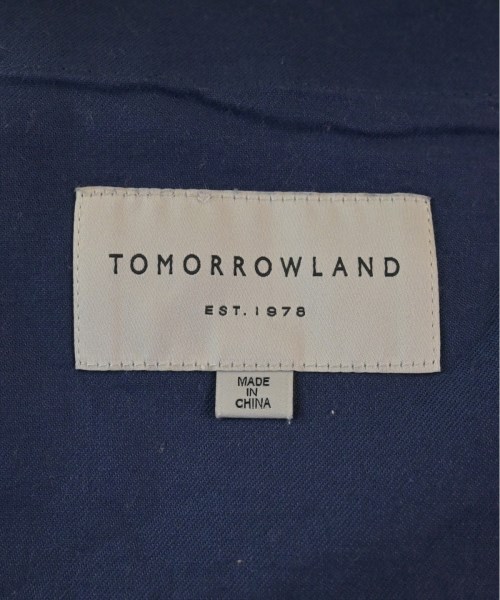 TOMORROWLAND
EST. 1978
MADE
IN
CHINA